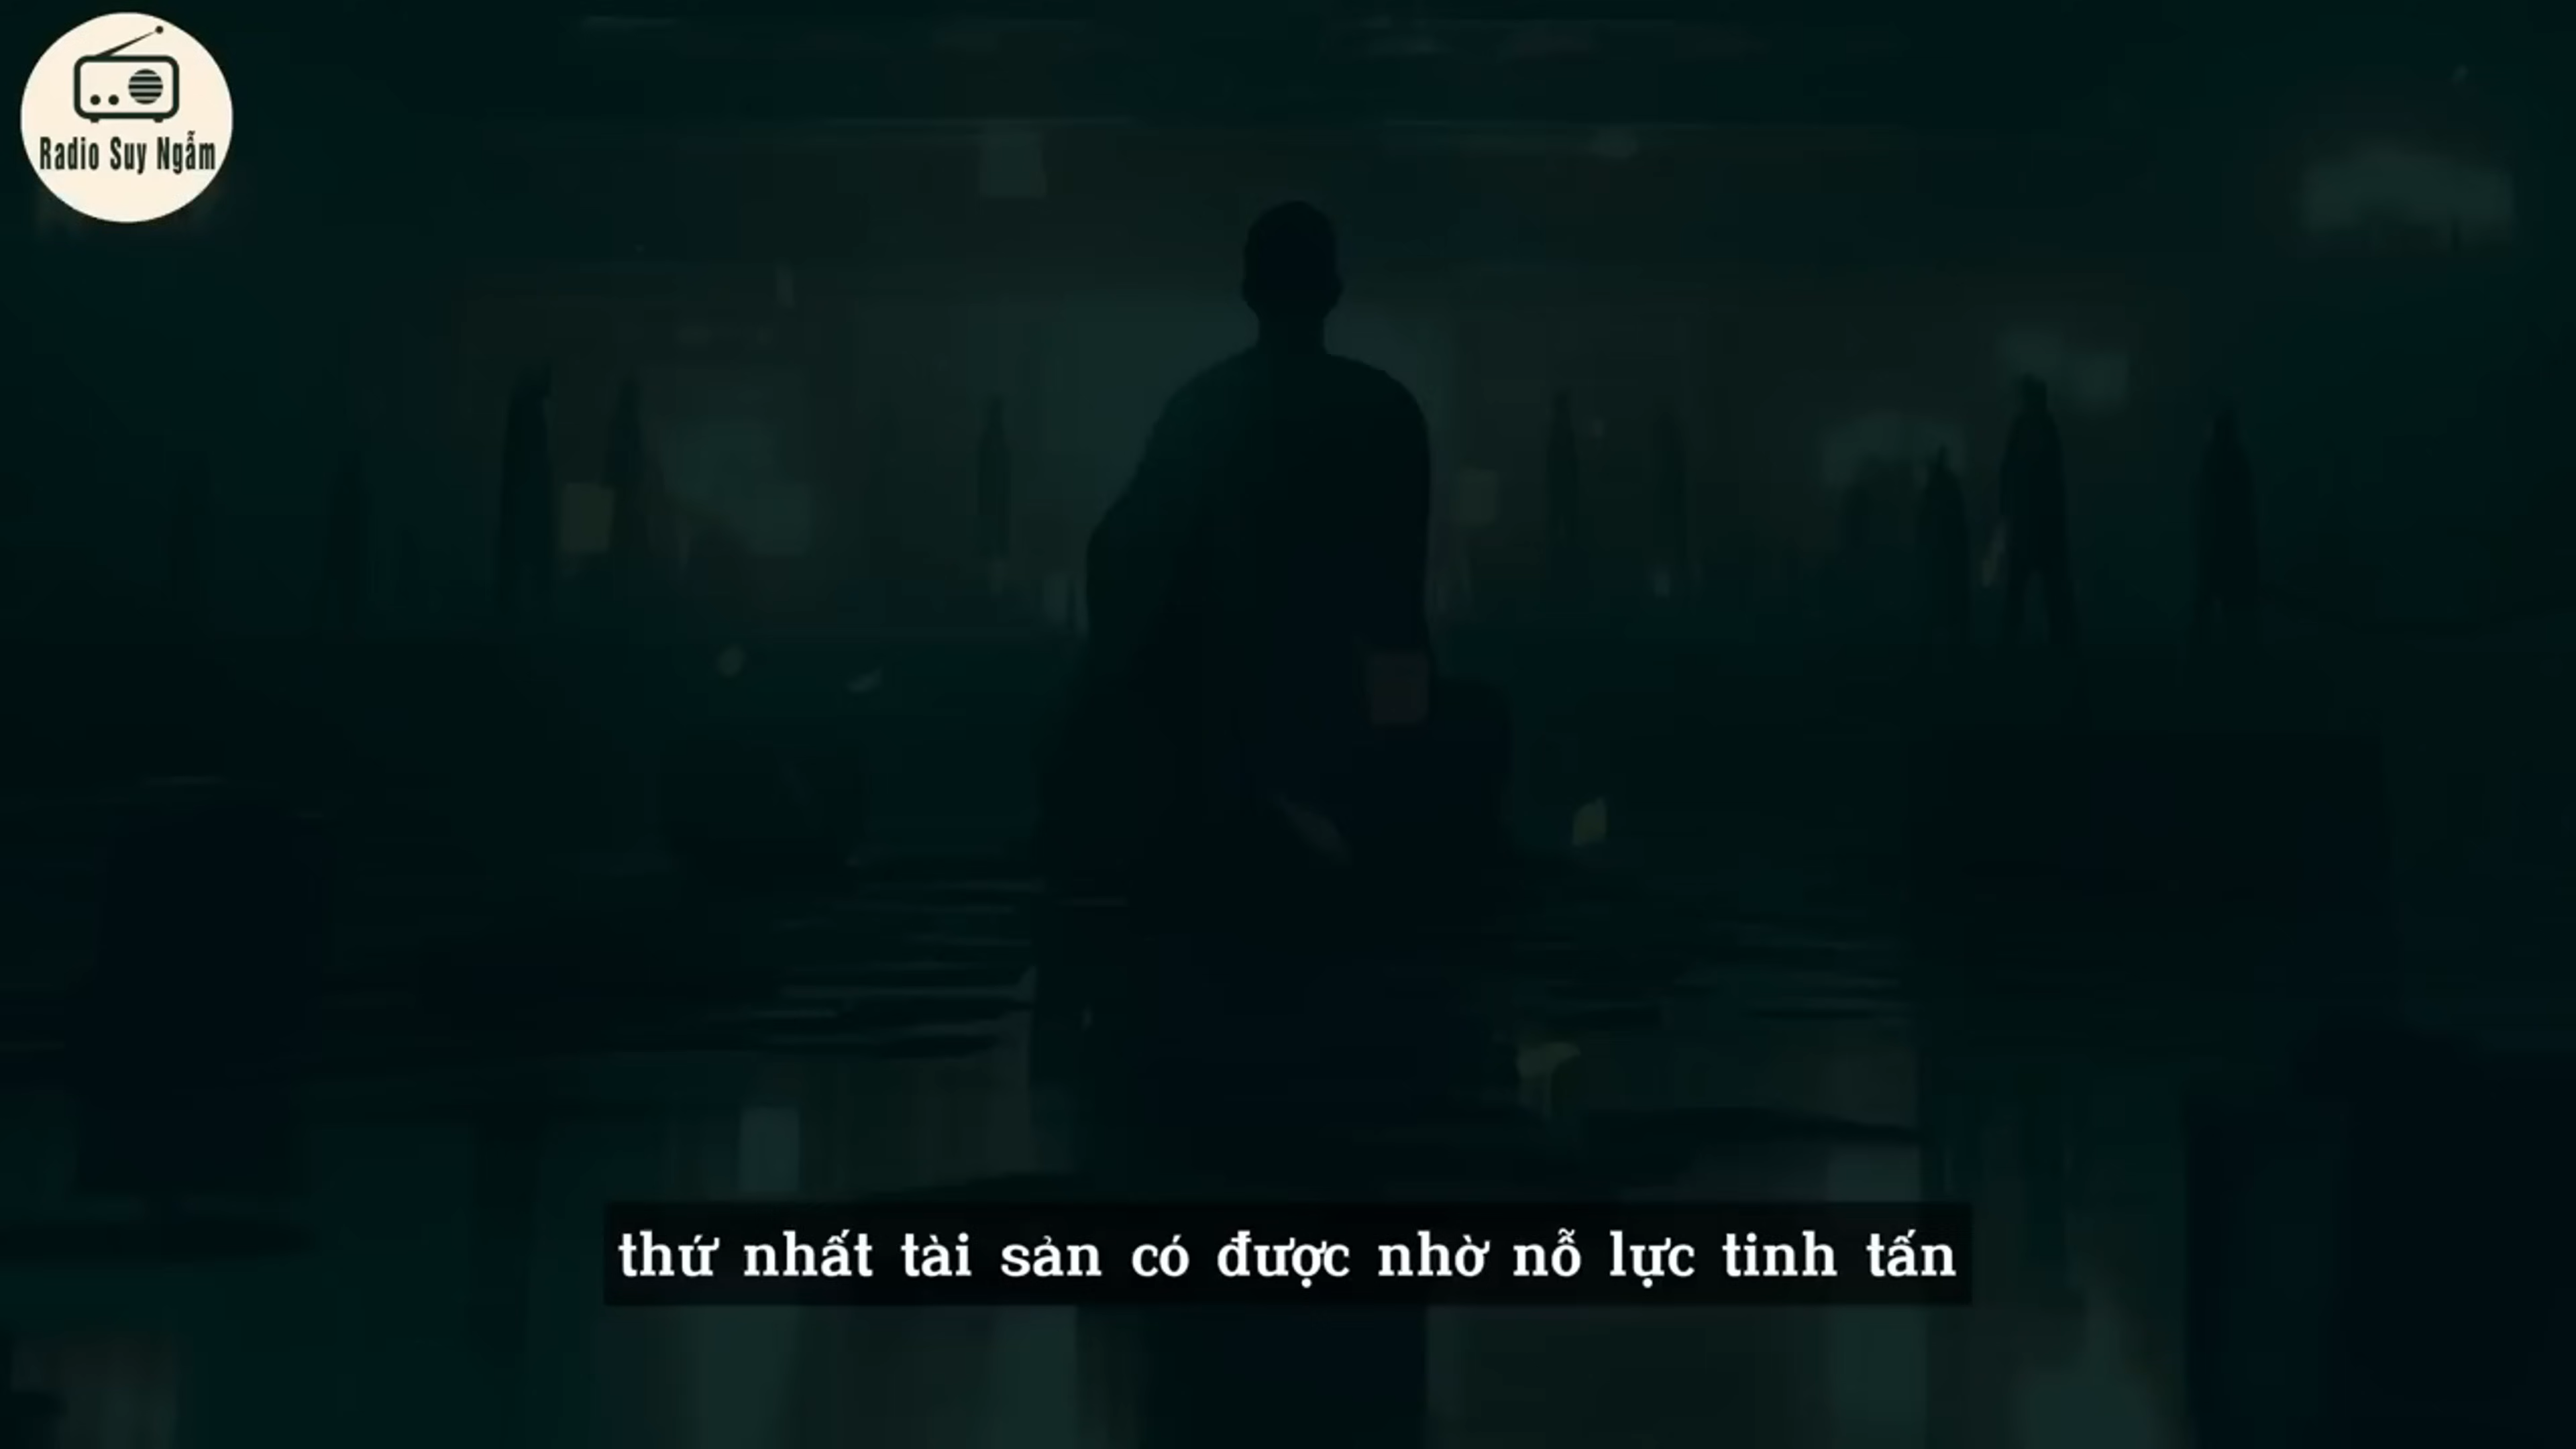 Radio Suy Ngẫm
thứ nhất tài sản có được nhờ nỗ lực tinh tấn